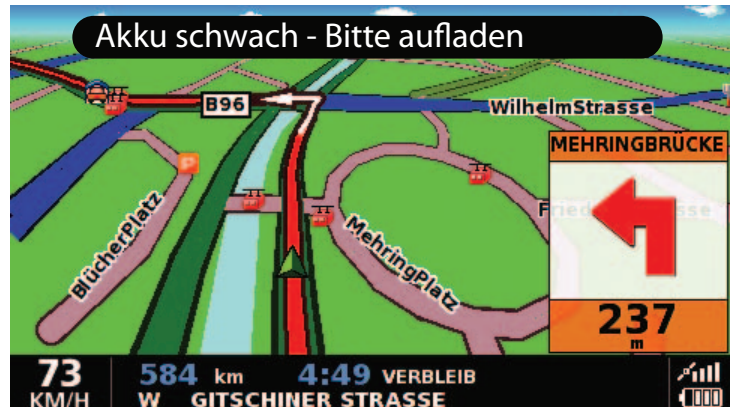 Akku schwach - Bitte aufladen
B96
WilhelmStrasse
MEHRINGBRÜCKE
BlücherPlatz
MehringPlatz
237
m
73
KM/H
584 km 4:49 VERBLEIB
W GITSCHINER STRASSE